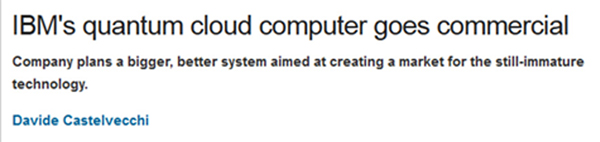 IBM's quantum cloud computer goes commercial
Company plans a bigger, better system aimed at creating a market for the still-immature
technology.
Davide Castelvecchi